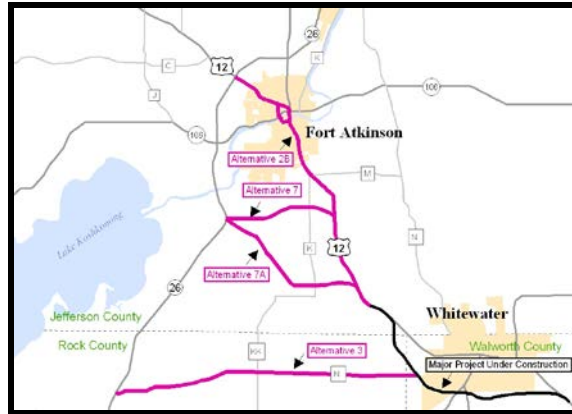 26
K
C
12
J
106
106
Fort Atkinson
Alternative 2B
M
Alternative 7
Lake Koshkonong
K
12
N
Alternative 7A
26
Whitewater
Jefferson County
Rock County
Walworth County
KK
Alternative 3
N
Major Project Under Construction